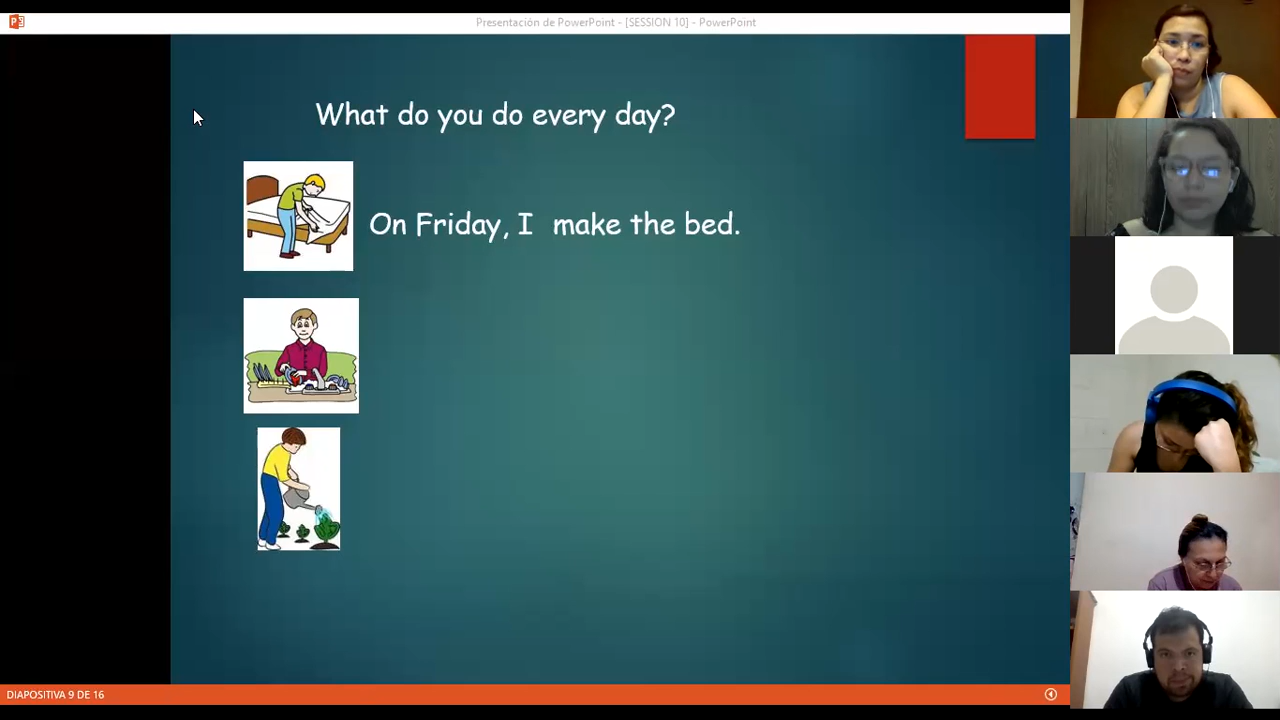 Presentación de PowerPoint - [SESSION 10] - PowerPoint
What do you do every day?
On Friday, I make the bed.
DIAPOSITIVA 9 DE 16